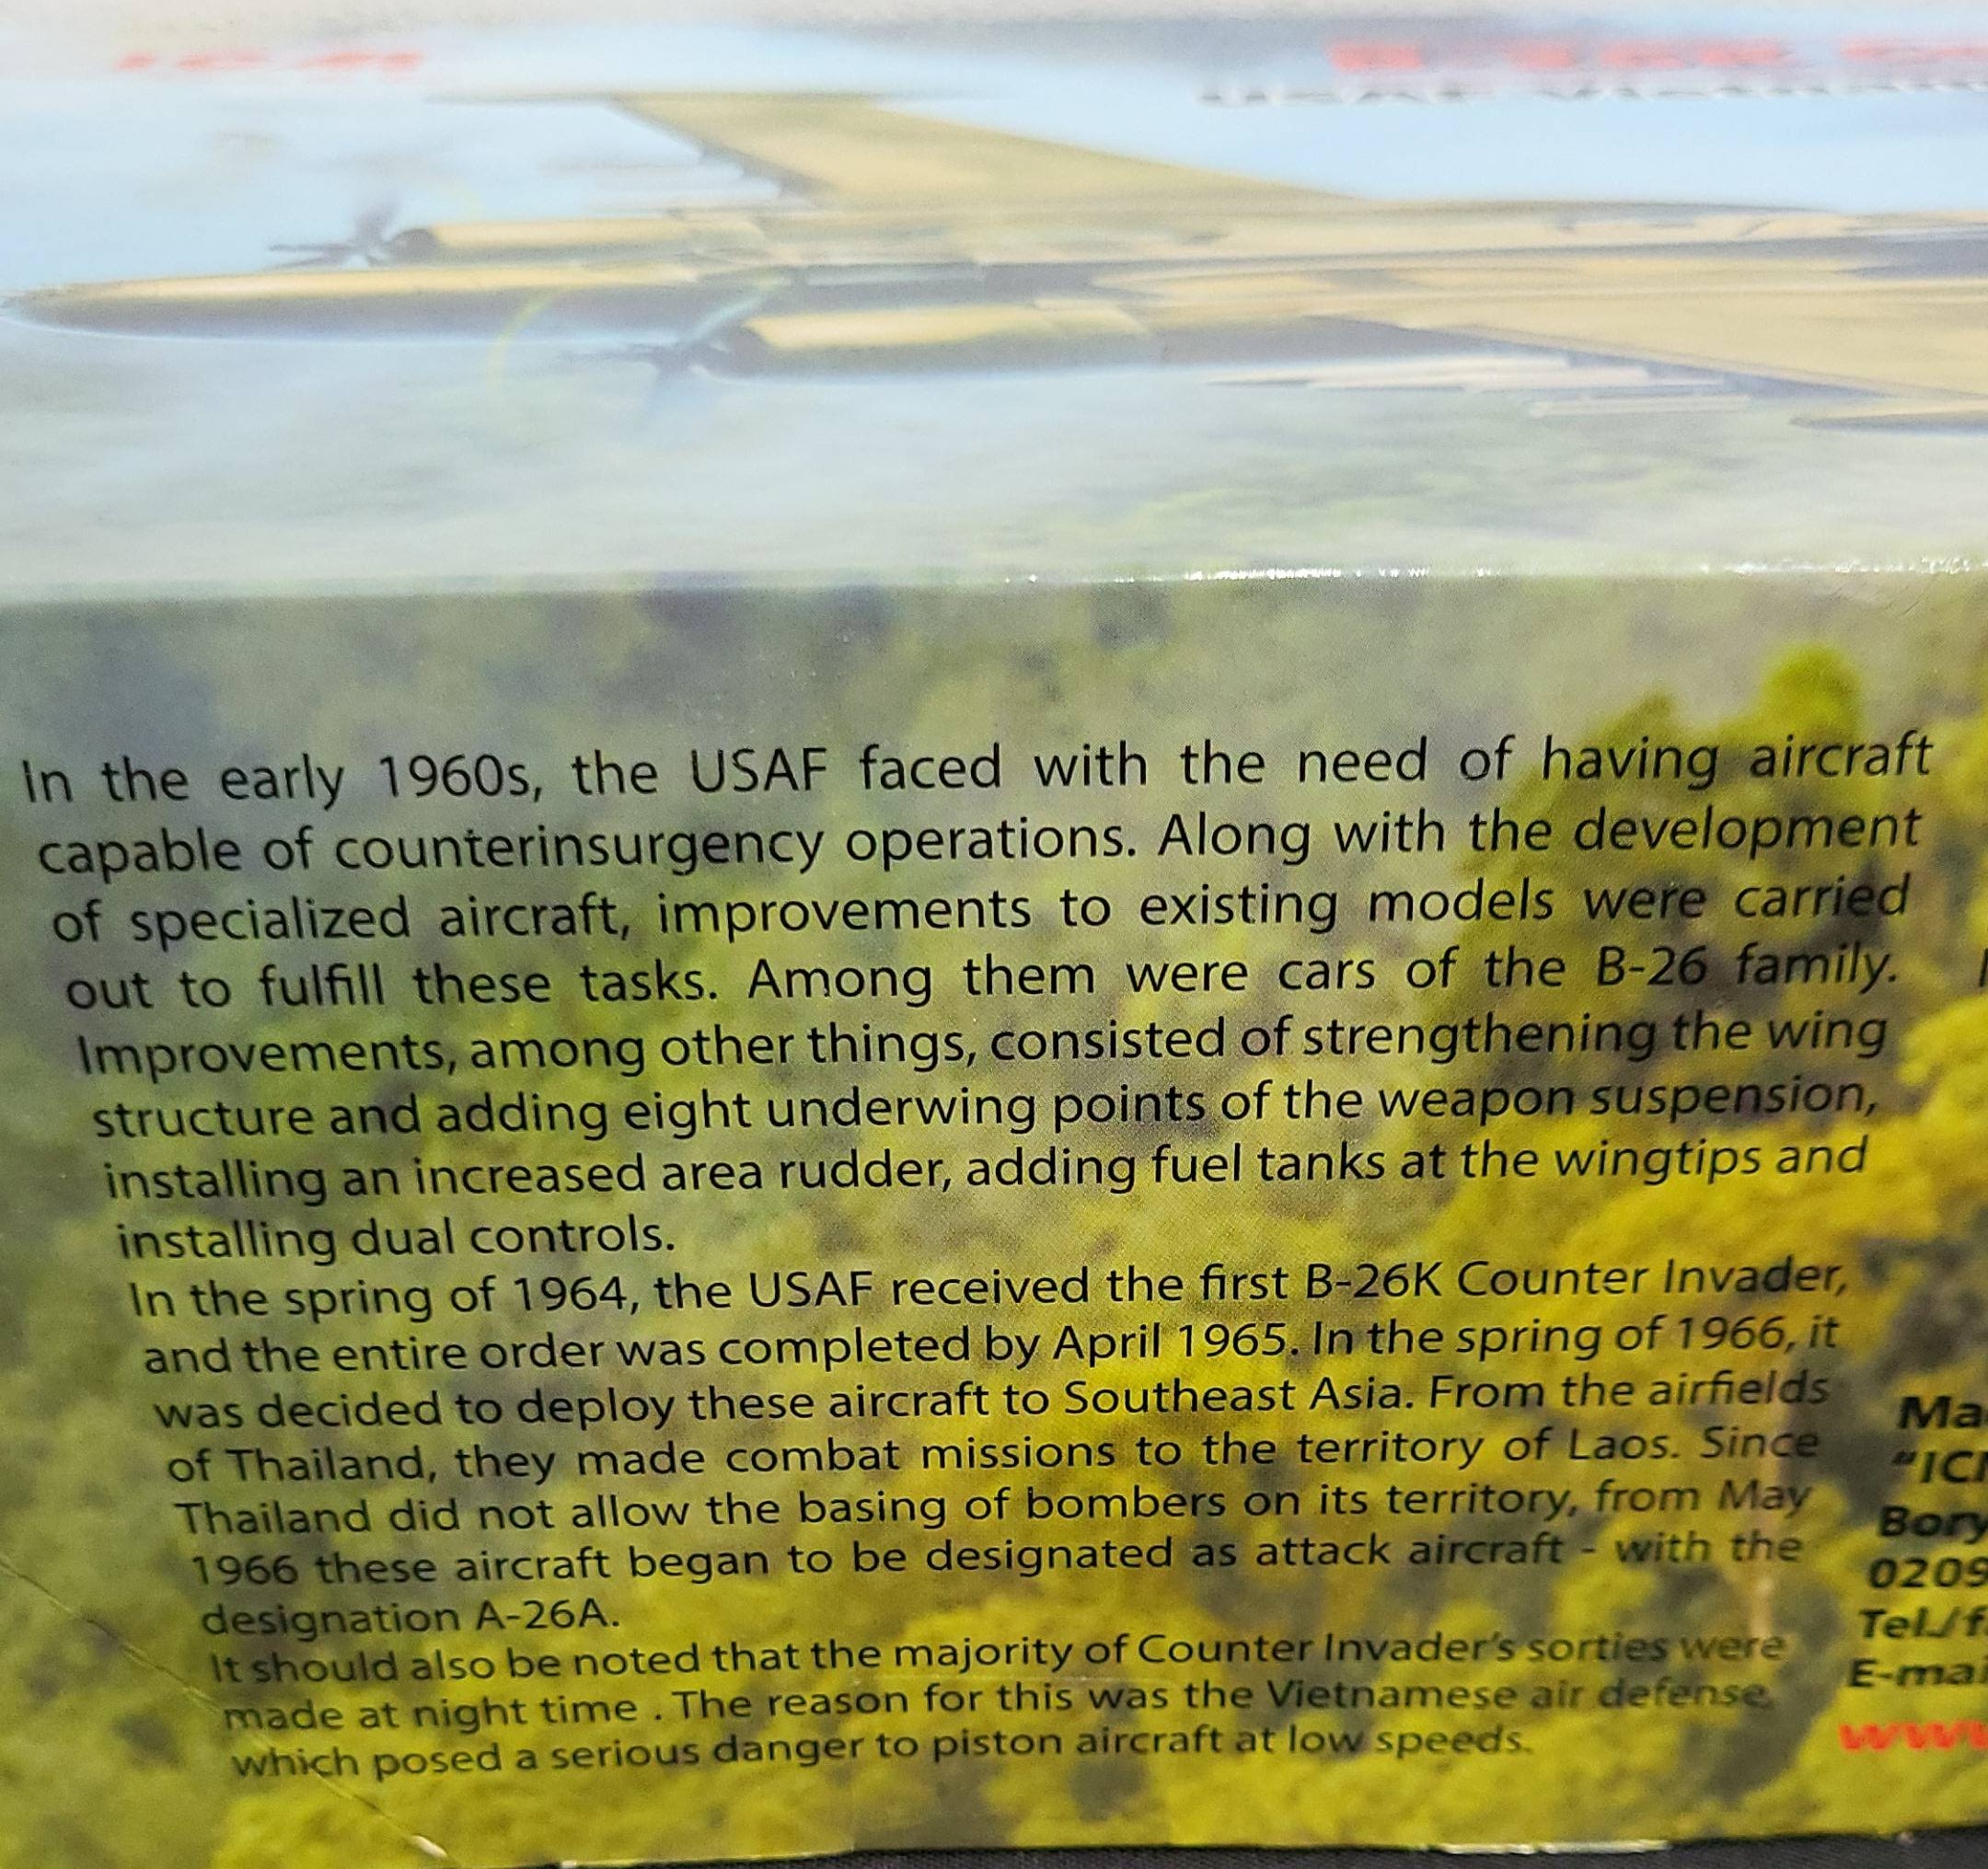 In the early 1960s, the USAF faced with the need of having aircraft
capable of counterinsurgency operations. Along with the development
of specialized aircraft, improvements to existing models were carried
out to fulfill these tasks. Among them were cars of the B-26 family.
Improvements, among other things, consisted of strengthening the wing
structure and adding eight underwing points of the weapon suspension,
installing an increased area rudder, adding fuel tanks at the wingtips and
installing dual controls.
In the spring of 1964, the USAF received the first B-26K Counter Invader,
and the entire order was completed by April 1965. In the spring of 1966, it
was decided to deploy these aircraft to Southeast Asia. From the airfields
of Thailand, they made combat missions to the territory of Laos. Since
Thailand did not allow the basing of bombers on its territory, from May
1966 these aircraft began to be designated as attack aircraft - with the
designation A-26A.
It should also be noted that the majority of Counter Invader's sorties were
made at night time . The reason for this was the Vietnamese air defense,
which posed a serious danger to piston aircraft at low speeds.
Ma
"IC
Bory
0209
Tel./f
E-mai
www